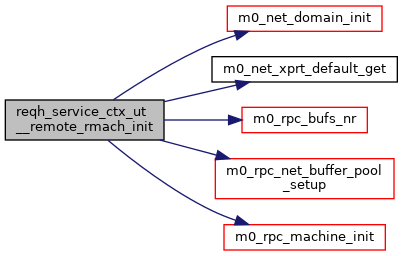 reqh_service_ctx_ut
__remote_rmach_init
m0_net_domain_init
m0_net_xprt_default_get
m0_rpc_bufs_nr
m0_rpc_net_buffer_pool
_setup
m0_rpc_machine_init